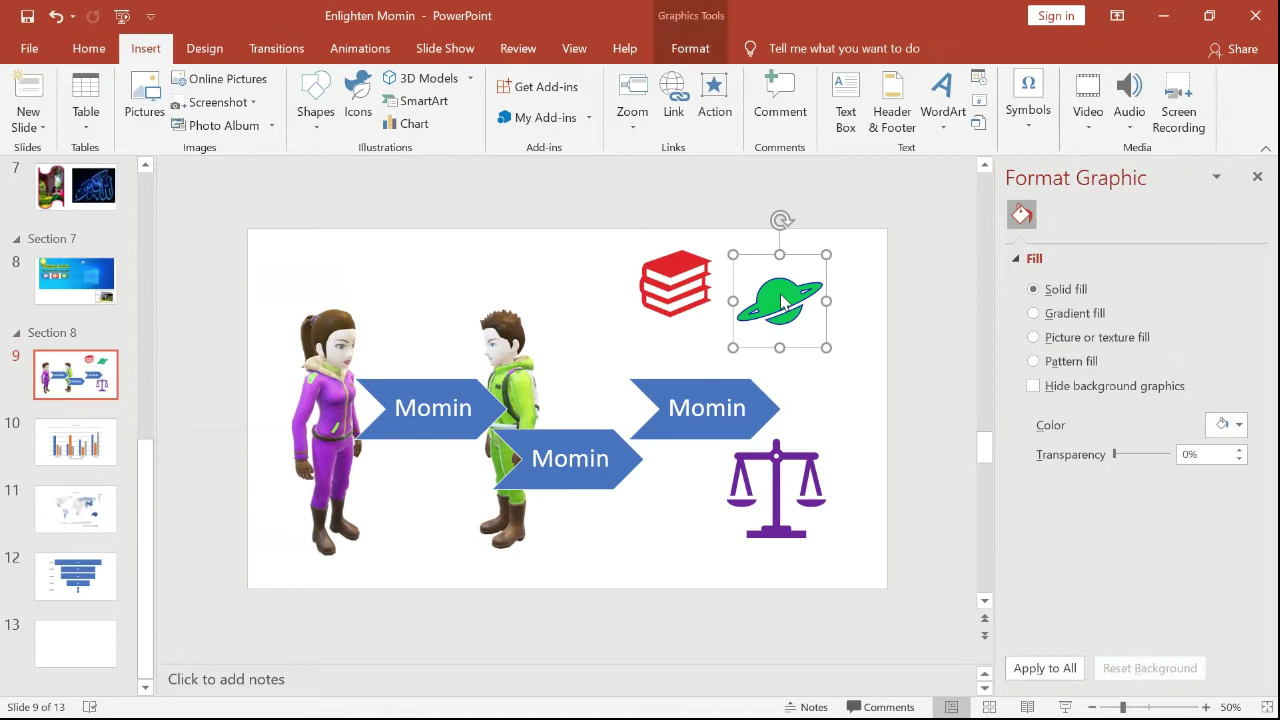 Enlighten Momin - PowerPoint
Graphics Tools
Sign in
File
Home
Insert
Design
Transitions
Animations
Slide Show
Review
View
Help
Format
Tell me what you want to do
Share
New
Slide
Table
Pictures
Online Pictures
Screenshot
Photo Album
Shapes
Icons
3D Models
SmartArt
Chart
Get Add-ins
My Add-ins
Zoom
Link
Action
Comment
Text
Box
Header
& Footer
WordArt
Symbols
Video
Audio
Screen
Recording
Slides
Tables
Images
Illustrations
Add-ins
Links
Comments
Text
Media
7
Section 7
8
Section 8
9
10
11
12
13
Momin
Momin
Momin
Click to add notes
Format Graphic
Fill
Solid fill
Gradient fill
Picture or texture fill
Pattern fill
Hide background graphics
Color
Transparency
0%
Apply to All
Reset Background
Slide 9 of 13
Notes
Comments
50%